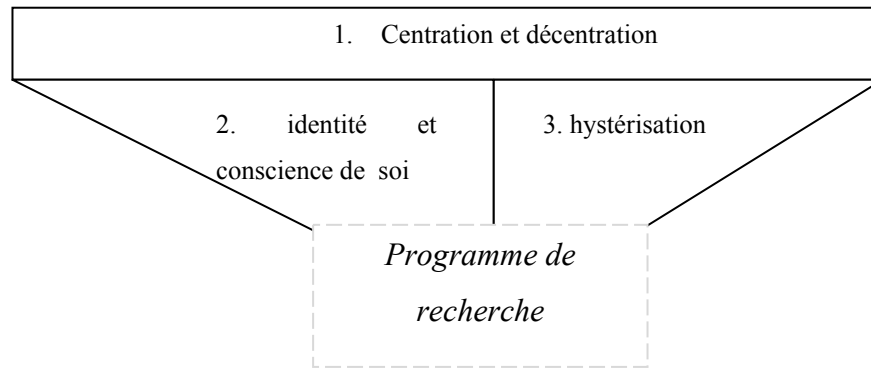 1. Centration et décentration
2. identité et
conscience de soi
3. hystérisation
Programme de
recherche